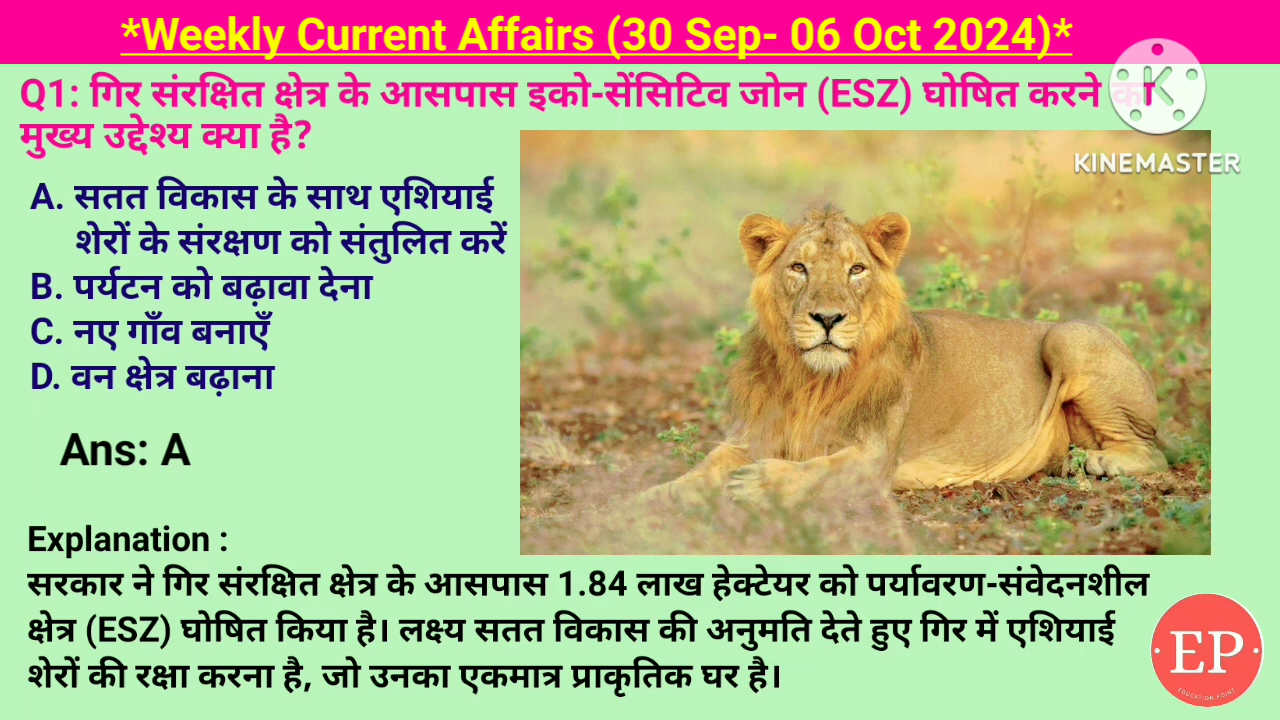 *Weekly Current Affairs (30 Sep- 06 Oct 2024)*
Q1: गिर संरक्षित क्षेत्र के आसपास इको-सेंसिटिव जोन (ESZ) घोषित करने का
मुख्य उद्देश्य क्या है?
KINEMASTER
A. सतत विकास के साथ एशियाई
शेरों के संरक्षण को संतुलित करें
B. पर्यटन को बढ़ावा देना
C. नए गाँव बनाएँ
D. वन क्षेत्र बढ़ाना
Ans: A
Explanation :
सरकार ने गिर संरक्षित क्षेत्र के आसपास 1.84 लाख हेक्टेयर को पर्यावरण-संवेदनशील
क्षेत्र (ESZ) घोषित किया है। लक्ष्य सतत विकास की अनुमति देते हुए गिर में एशियाई
शेरों की रक्षा करना है, जो उनका एकमात्र प्राकृतिक घर है।
EP
EDUCATION POINT